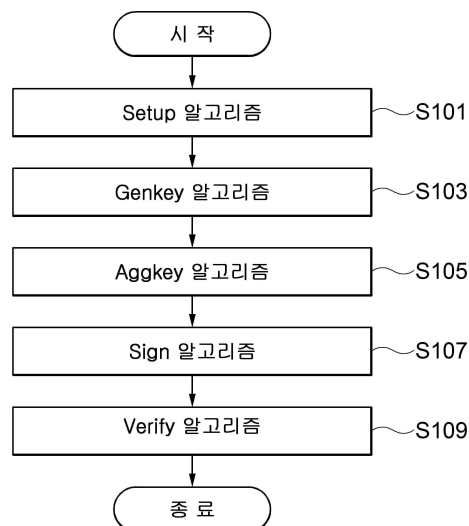 시 작
Setup 알고리즘 S101
Genkey 알고리즘 S103
Aggkey 알고리즘 S105
Sign 알고리즘 S107
Verify 알고리즘 S109
종 료